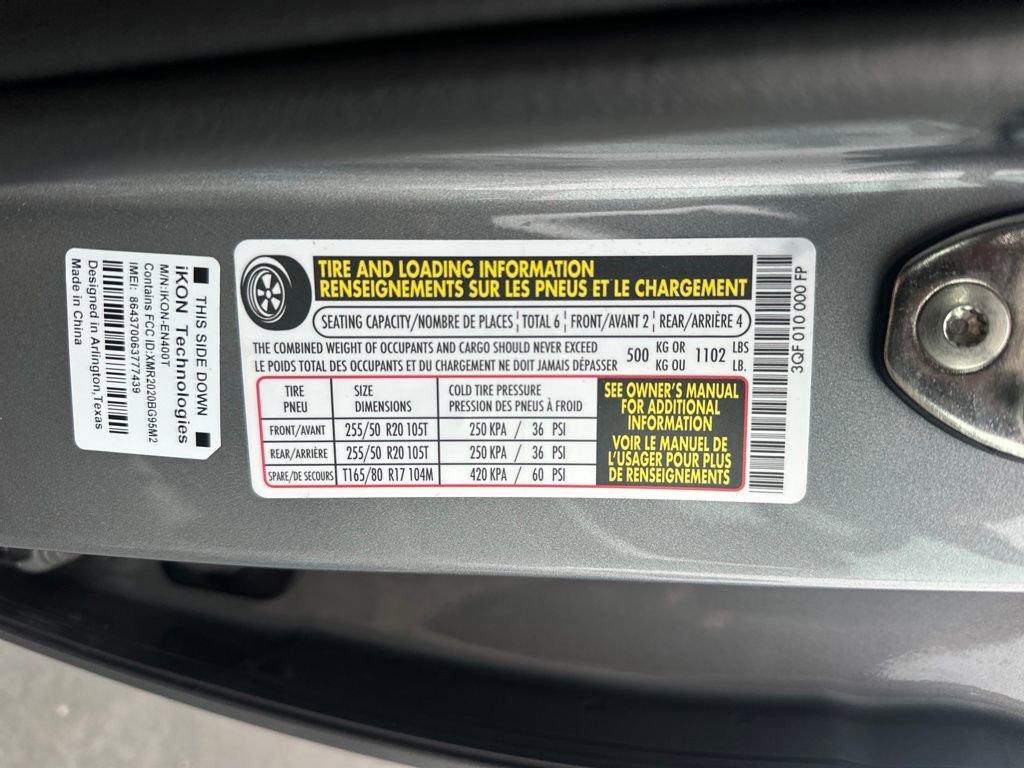 THIS SIDE DOWN
iKON Technologies
M/N:iKON-EN400T
Contains FCC ID:XMR2020BG95M2
IMEI: 864370063777439
Designed in Arlington,Texas
Made in China
TIRE AND LOADING INFORMATION
RENSEIGNEMENTS SUR LES PNEUS ET LE CHARGEMENT
SEATING CAPACITY/NOMBRE DE PLACES TOTAL 6 FRONT/AVANT 2 REAR/ARRIÈRE 4
THE COMBINED WEIGHT OF OCCUPANTS AND CARGO SHOULD NEVER EXCEED 500 KG OR 1102 LBS
LE POIDS TOTAL DES OCCUPANTS ET DU CHARGEMENT NE DOIT JAMAIS DÉPASSER KG OU LB.
TIRE SIZE COLD TIRE PRESSURE
PNEU DIMENSIONS PRESSION DES PNEUS À FROID
FRONT/AVANT 255/50 R20 105T 250 KPA / 36 PSI
REAR/ARRIÈRE 255/50 R20 105T 250 KPA / 36 PSI
SPARE/DE SECOURS T165/80 R17 104M 420 KPA / 60 PSI
SEE OWNER'S MANUAL
FOR ADDITIONAL
INFORMATION
VOIR LE MANUEL DE
L'USAGER POUR PLUS
DE RENSEIGNEMENTS
3QF 010 000 FP